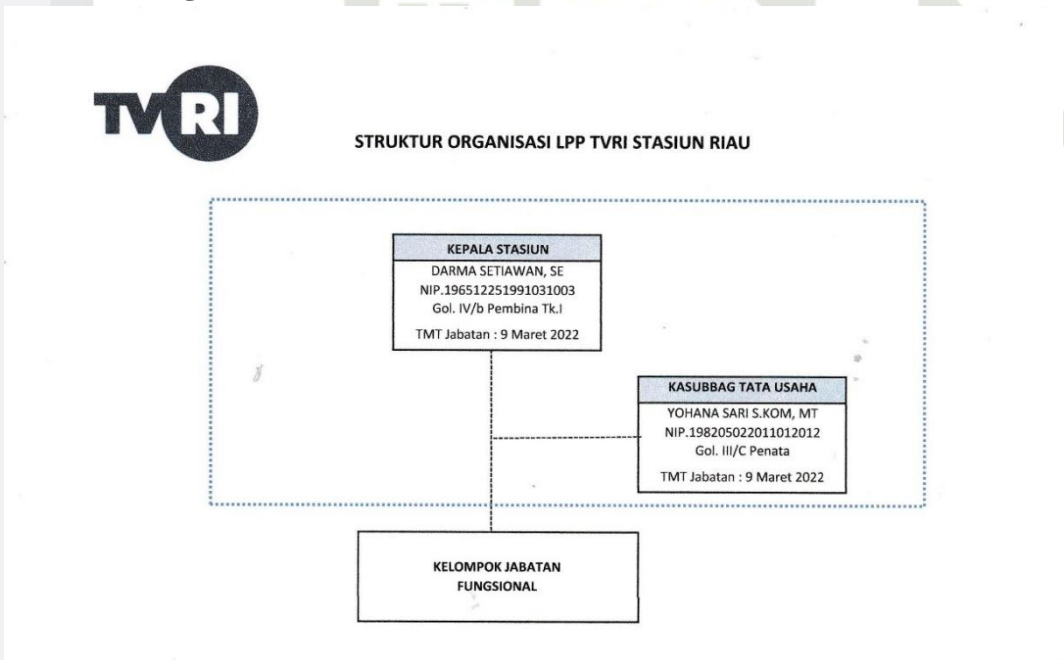 TVRI
STRUKTUR ORGANISASI LPP TVRI STASIUN RIAU
KEPALA STASIUN
DARMA SETIAWAN, SE
NIP.196512251991031003
Gol. IV/b Pembina Tk.I
TMT Jabatan : 9 Maret 2022
KASUBBAG TATA USAHA
YOHANA SARI S.KOM, MT
NIP.198205022011012012
Gol. III/C Penata
TMT Jabatan : 9 Maret 2022
KELOMPOK JABATAN
FUNGSIONAL